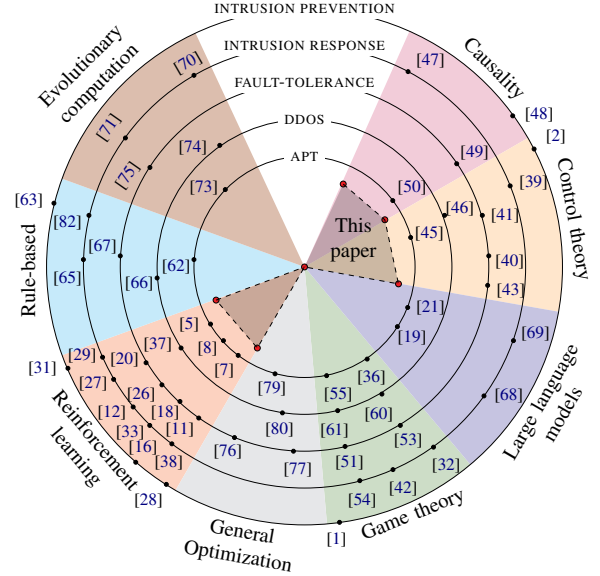 INTRUSION PREVENTION
INTRUSION RESPONSE
FAULT-TOLERANCE
DDOS
APT
Causality
[47]
[48]
[49]
[50]
Control theory
[2]
[39]
[46]
[41]
[45]
[40]
[43]
Large language
models
[21]
[19]
[69]
[68]
Game theory
[36]
[55]
[60]
[61]
[53]
[32]
[51]
[42]
[54]
[1]
General
Optimization
[79]
[80]
[76]
[77]
Reinforcement
learning
[5]
[8]
[7]
[37]
[20]
[29]
[31]
[27]
[26]
[12]
[18]
[33]
[11]
[16]
[38]
[28]
Rule-based
[63]
[82]
[67]
[62]
[65]
[66]
Evolutionary
computation
[70]
[71]
[74]
[75]
[73]
This
paper